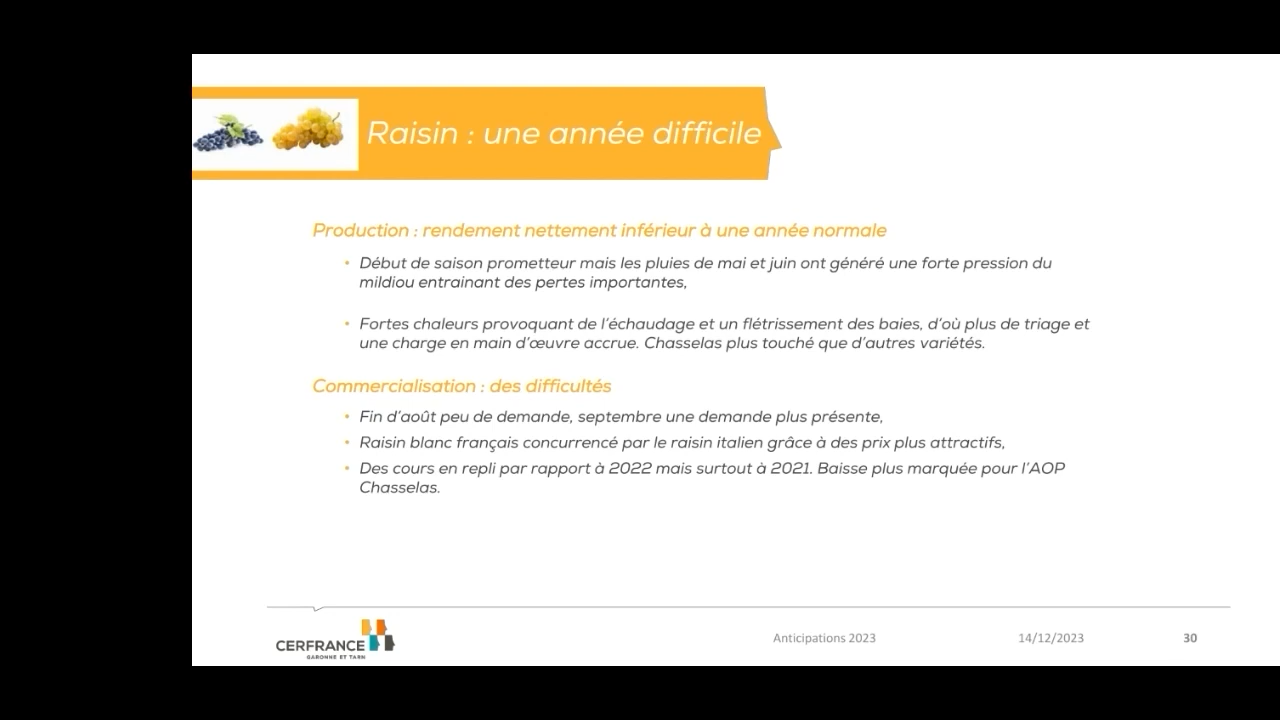 Raisin : une année difficile
Production : rendement nettement inférieur à une année normale
• Début de saison prometteur mais les pluies de mai et juin ont généré une forte pression du
mildiou entrainant des pertes importantes,
• Fortes chaleurs provoquant de l'échaudage et un flétrissement des baies, d'où plus de triage et
une charge en main d'œuvre accrue. Chasselas plus touché que d'autres variétés.
Commercialisation : des difficultés
• Fin d'août peu de demande, septembre une demande plus présente,
• Raisin blanc français concurrencé par le raisin italien grâce à des prix plus attractifs,
• Des cours en repli par rapport à 2022 mais surtout à 2021. Baisse plus marquée pour l'AOP
Chasselas.
CERFRANCE
GARONNE ET TARN
Anticipations 2023
14/12/2023
30